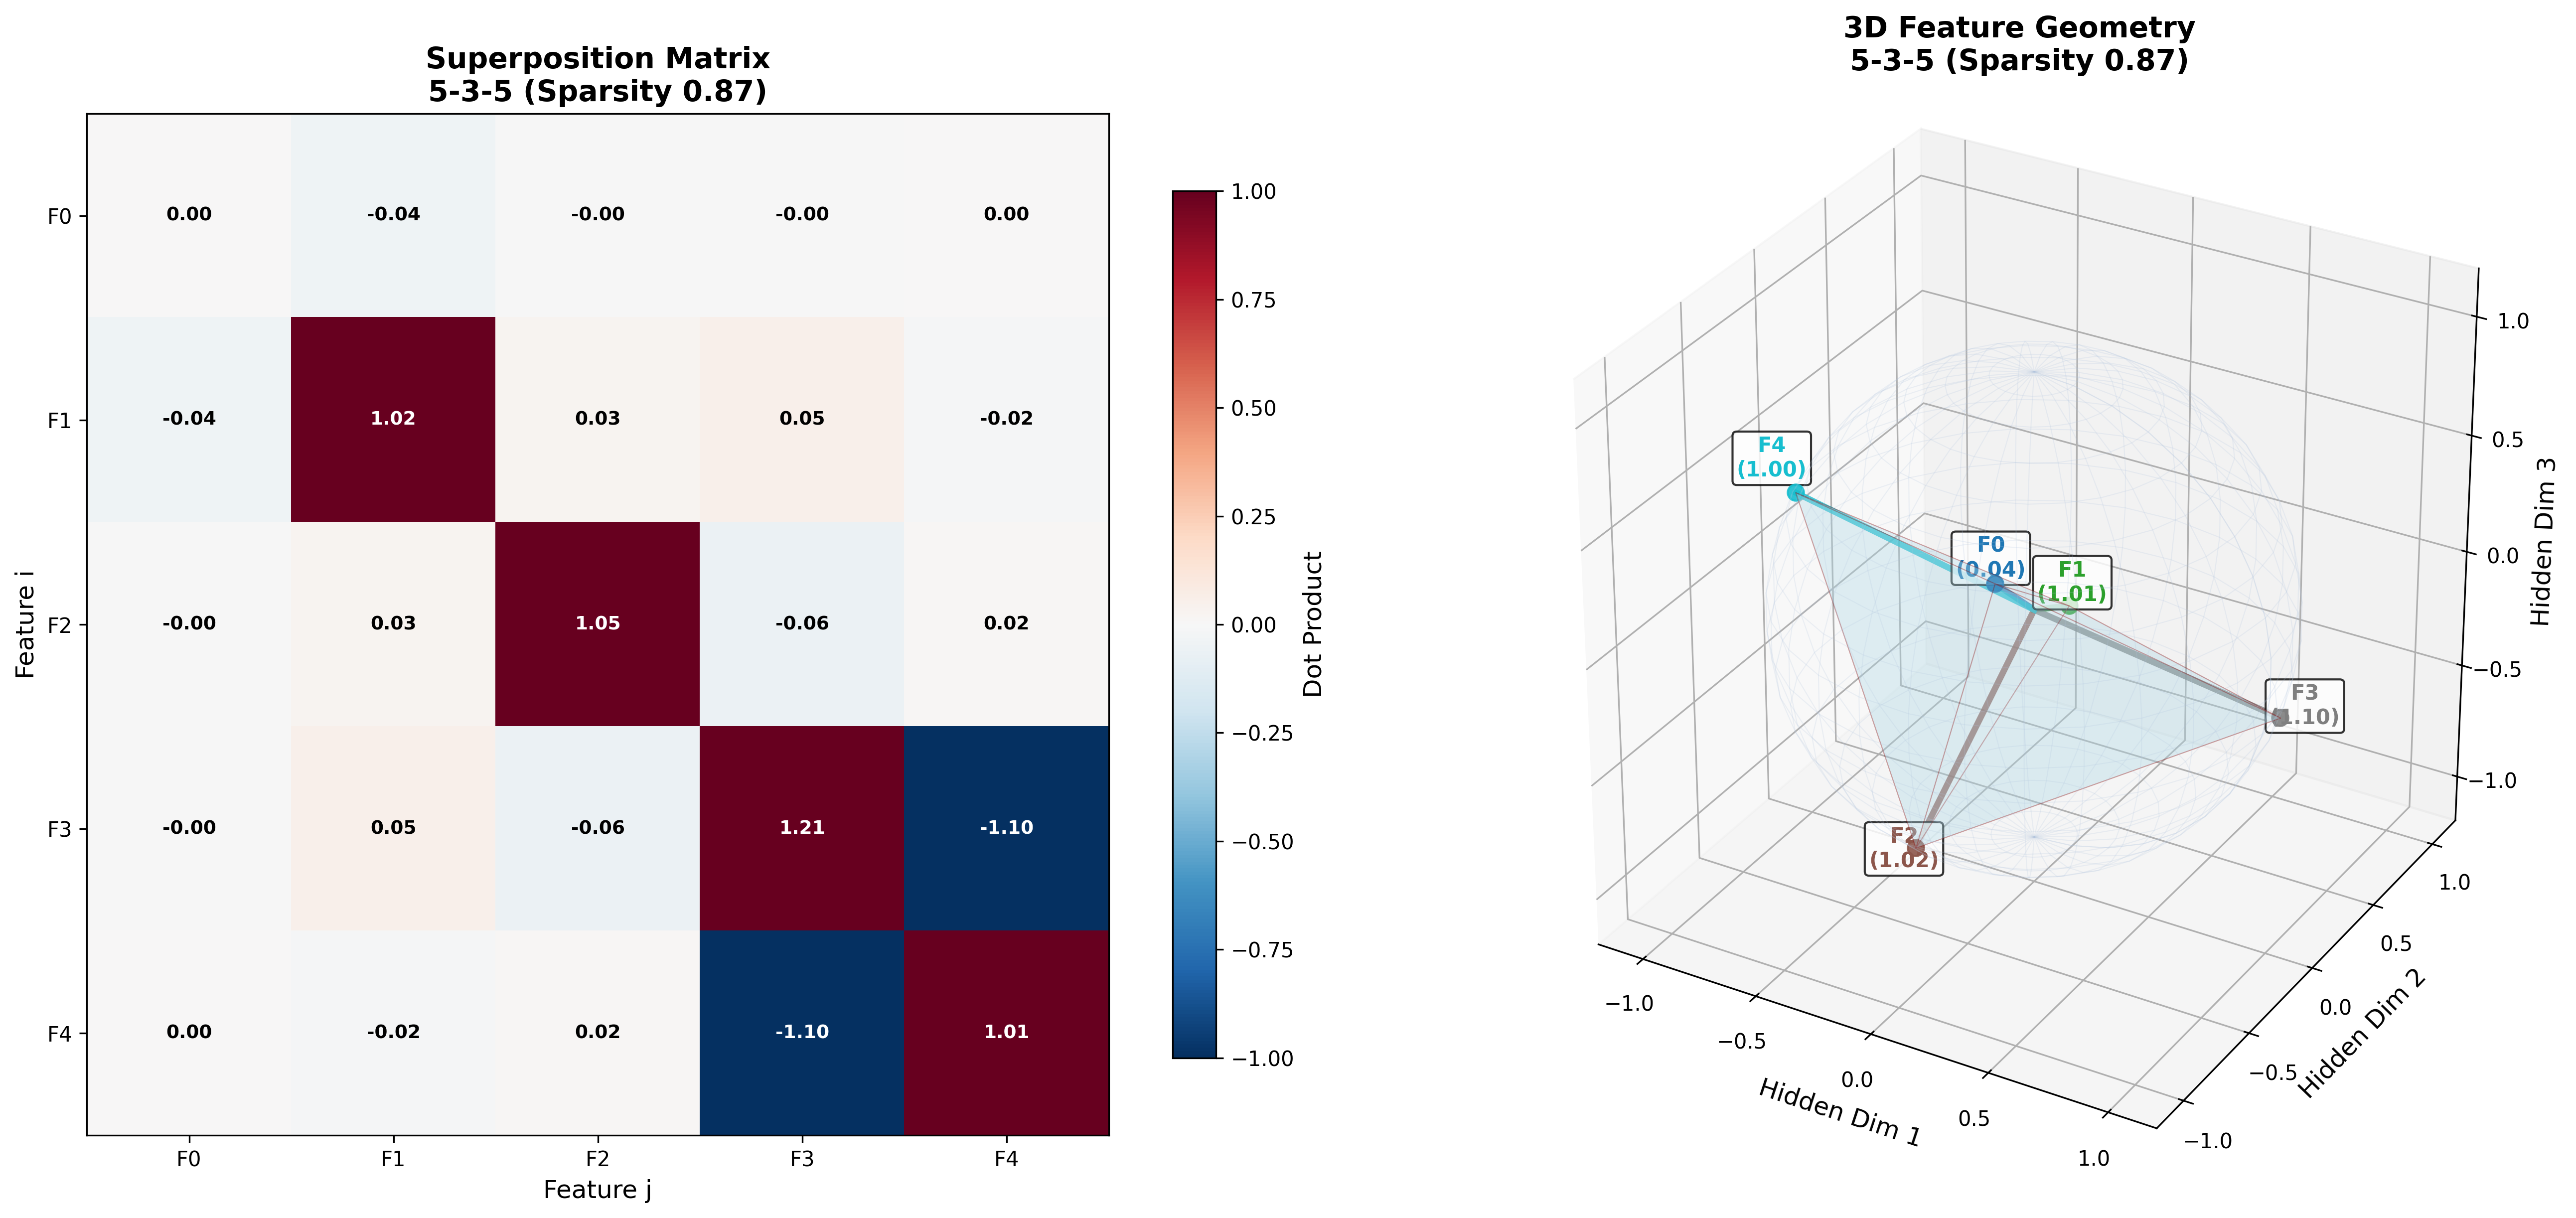 Superposition Matrix
5-3-5 (Sparsity 0.87)
F0
0.00 -0.04 -0.00 -0.00 0.00
F1
-0.04 1.02 0.03 0.05 -0.02
F2
-0.00 0.03 1.05 -0.06 0.02
F3
-0.00 0.05 -0.06 1.21 -1.10
F4
0.00 -0.02 0.02 -1.10 1.01
F0 F1 F2 F3 F4
Feature j
Feature i
1.00
0.75
0.50
0.25
0.00
−0.25
−0.50
−0.75
−1.00
Dot Product
3D Feature Geometry
5-3-5 (Sparsity 0.87)
F4
(1.00)
F0
(0.04)
F1
(1.01)
F3
(1.10)
F2
(1.02)
1.0
0.5
0.0
−0.5
−1.0
Hidden Dim 3
1.0
0.5
0.0
−0.5
−1.0
Hidden Dim 2
−1.0
−0.5
0.0
0.5
1.0
Hidden Dim 1